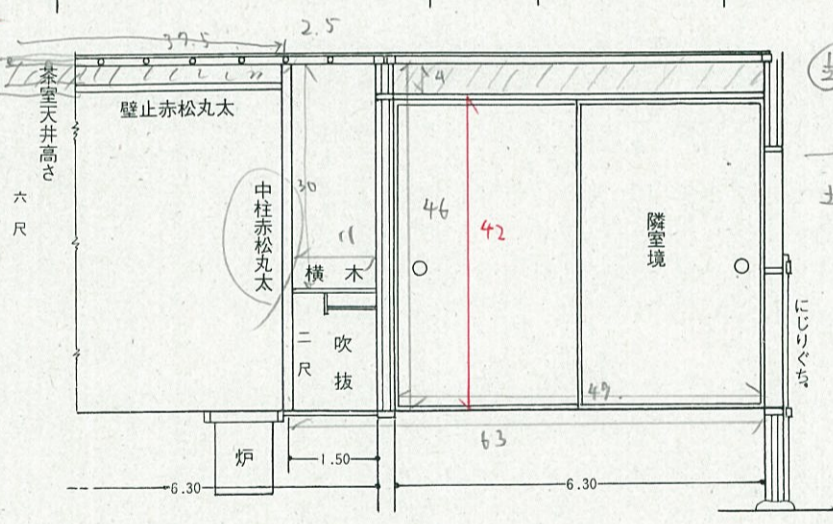 37.5
2.5
茶室天井高さ
六尺
壁止赤松丸太
中柱赤松丸太
30
11
横木
二尺
吹抜
4
46
42
隣室境
にじりぐち
47.
63
炉
1.50
6.30
6.30